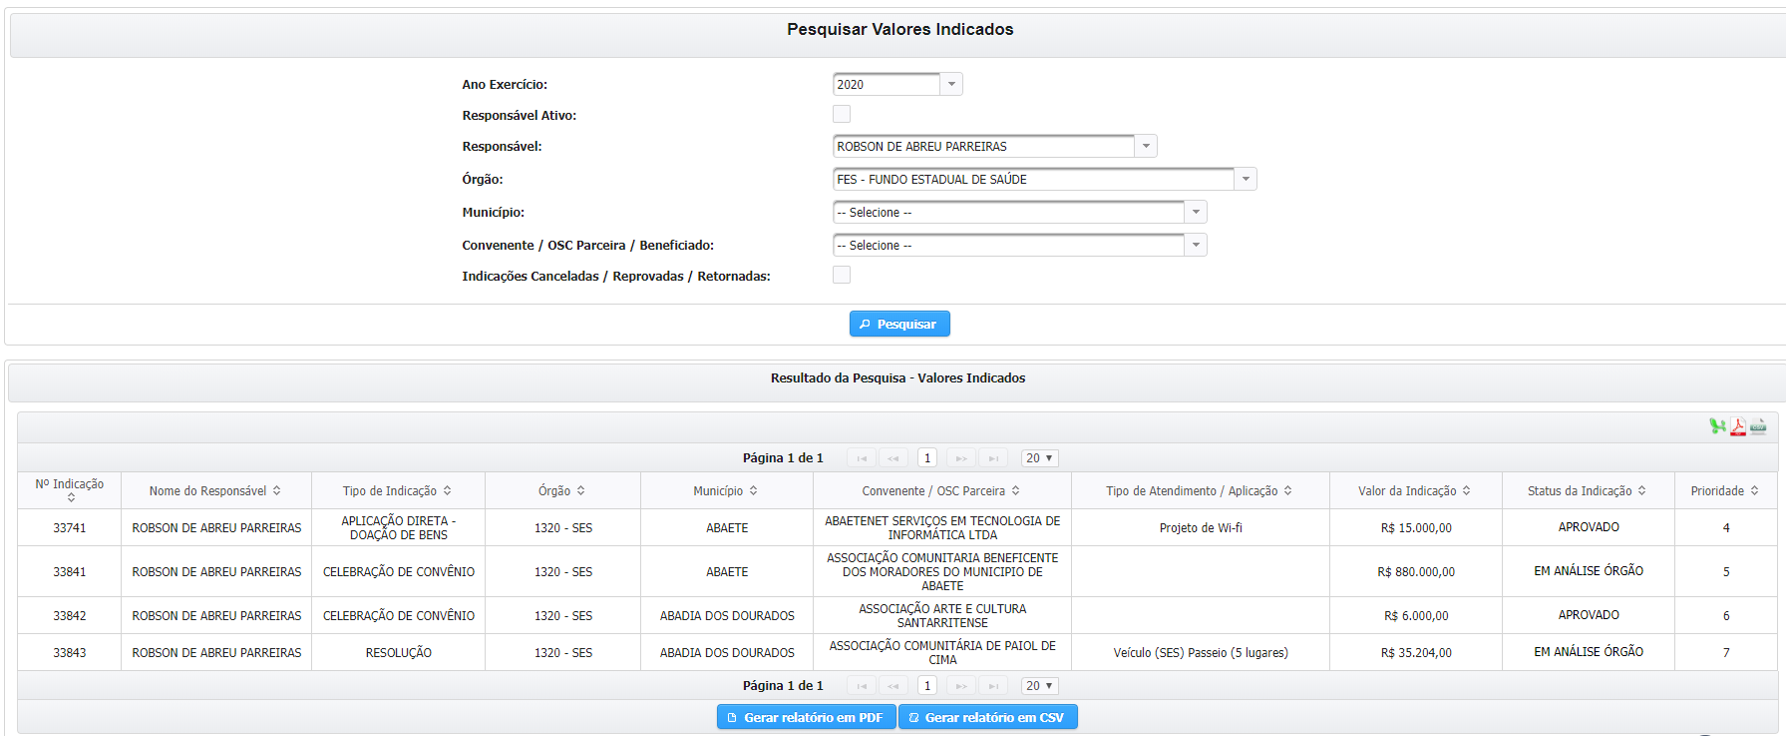 Pesquisar Valores Indicados
Ano Exercício: 2020
Responsável Ativo:
Responsável: ROBSON DE ABREU PARREIRAS
Órgão: FES - FUNDO ESTADUAL DE SAÚDE
Município: -- Selecione --
Convenente / OSC Parceira / Beneficiado: -- Selecione --
Indicações Canceladas / Reprovadas / Retornadas:
Pesquisar
Resultado da Pesquisa - Valores Indicados
Página 1 de 1 1 20
Nº Indicação Nome do Responsável Tipo de Indicação Órgão Município Convenente / OSC Parceira Tipo de Atendimento / Aplicação Valor da Indicação Status da Indicação Prioridade
33741 ROBSON DE ABREU PARREIRAS APLICAÇÃO DIRETA - DOAÇÃO DE BENS 1320 - SES ABAETE ABAETENET SERVIÇOS EM TECNOLOGIA DE INFORMÁTICA LTDA Projeto de Wi-fi R$ 15.000,00 APROVADO 4
33841 ROBSON DE ABREU PARREIRAS CELEBRAÇÃO DE CONVÊNIO 1320 - SES ABAETE ASSOCIAÇÃO COMUNITARIA BENEFICENTE DOS MORADORES DO MUNICIPIO DE ABAETE R$ 880.000,00 EM ANÁLISE ÓRGÃO 5
33842 ROBSON DE ABREU PARREIRAS CELEBRAÇÃO DE CONVÊNIO 1320 - SES ABADIA DOS DOURADOS ASSOCIAÇÃO ARTE E CULTURA SANTARRITENSE R$ 6.000,00 APROVADO 6
33843 ROBSON DE ABREU PARREIRAS RESOLUÇÃO 1320 - SES ABADIA DOS DOURADOS ASSOCIAÇÃO COMUNITÁRIA DE PAIOL DE CIMA Veículo (SES) Passeio (5 lugares) R$ 35.204,00 EM ANÁLISE ÓRGÃO 7
Página 1 de 1 1 20
Gerar relatório em PDF Gerar relatório em CSV